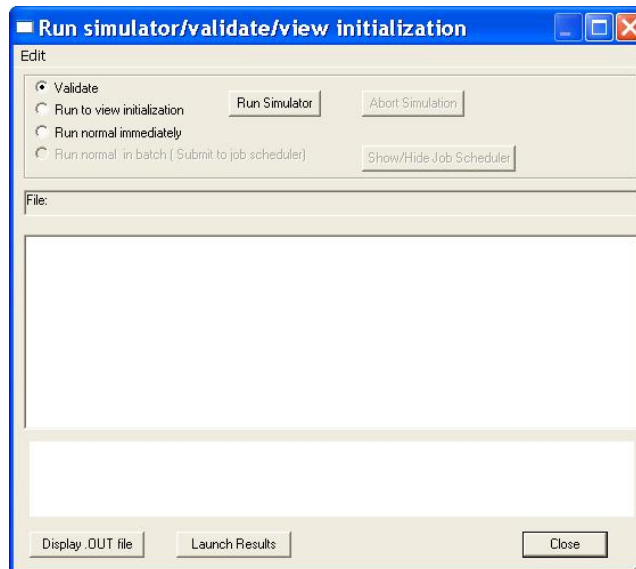 Run simulator/validate/view initialization
Edit
Validate
Run to view initialization
Run normal immediately
Run normal in batch ( Submit to job scheduler)
Run Simulator
Abort Simulation
Show/Hide Job Scheduler
File:
Display .OUT file
Launch Results
Close